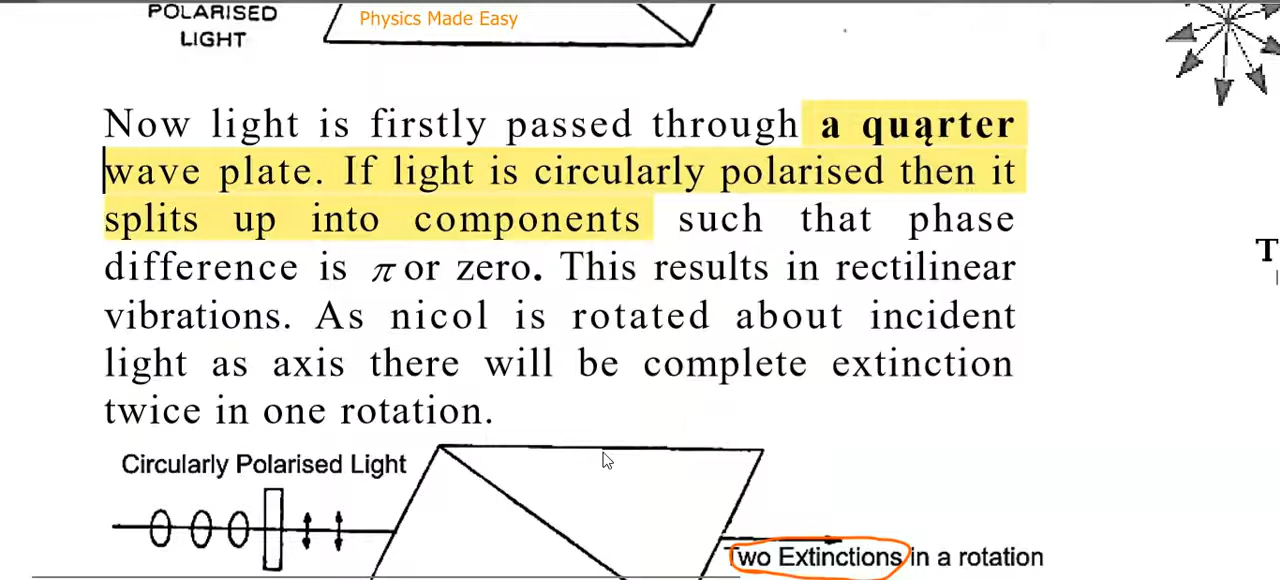 POLARISED
LIGHT
Physics Made Easy
Now light is firstly passed through a quarter
wave plate. If light is circularly polarised then it
splits up into components such that phase
difference is π or zero. This results in rectilinear
vibrations. As nicol is rotated about incident
light as axis there will be complete extinction
twice in one rotation.
Circularly Polarised Light
Two Extinctions in a rotation